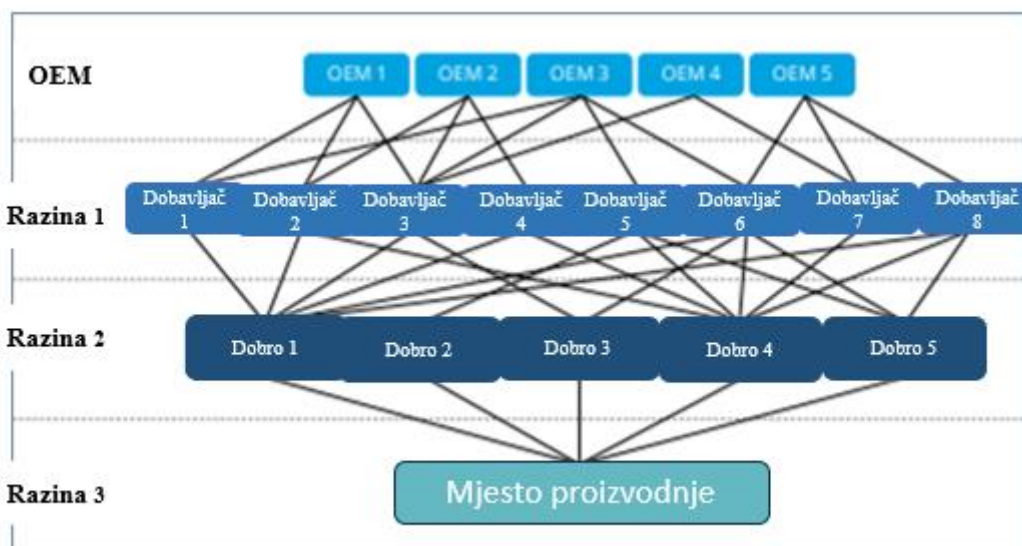 OEM
OEM 1 OEM 2 OEM 3 OEM 4 OEM 5
Razina 1
Dobavljač 1
Dobavljač 2
Dobavljač 3
Dobavljač 4
Dobavljač 5
Dobavljač 6
Dobavljač 7
Dobavljač 8
Razina 2
Dobro 1 Dobro 2 Dobro 3 Dobro 4 Dobro 5
Razina 3
Mjesto proizvodnje